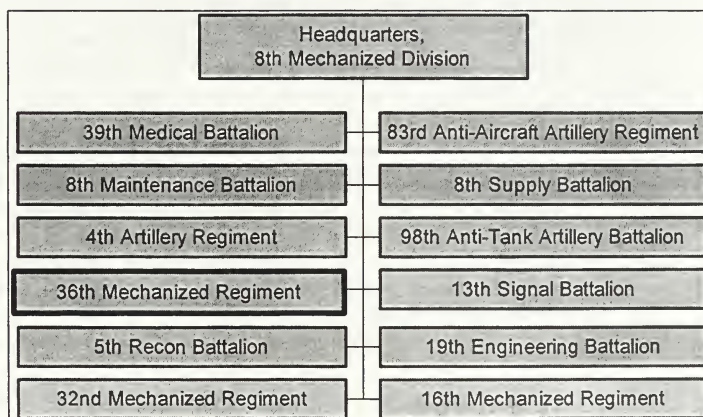 Headquarters,
8th Mechanized Division
39th Medical Battalion
83rd Anti-Aircraft Artillery Regiment
8th Maintenance Battalion
8th Supply Battalion
4th Artillery Regiment
98th Anti-Tank Artillery Battalion
36th Mechanized Regiment
13th Signal Battalion
5th Recon Battalion
19th Engineering Battalion
32nd Mechanized Regiment
16th Mechanized Regiment